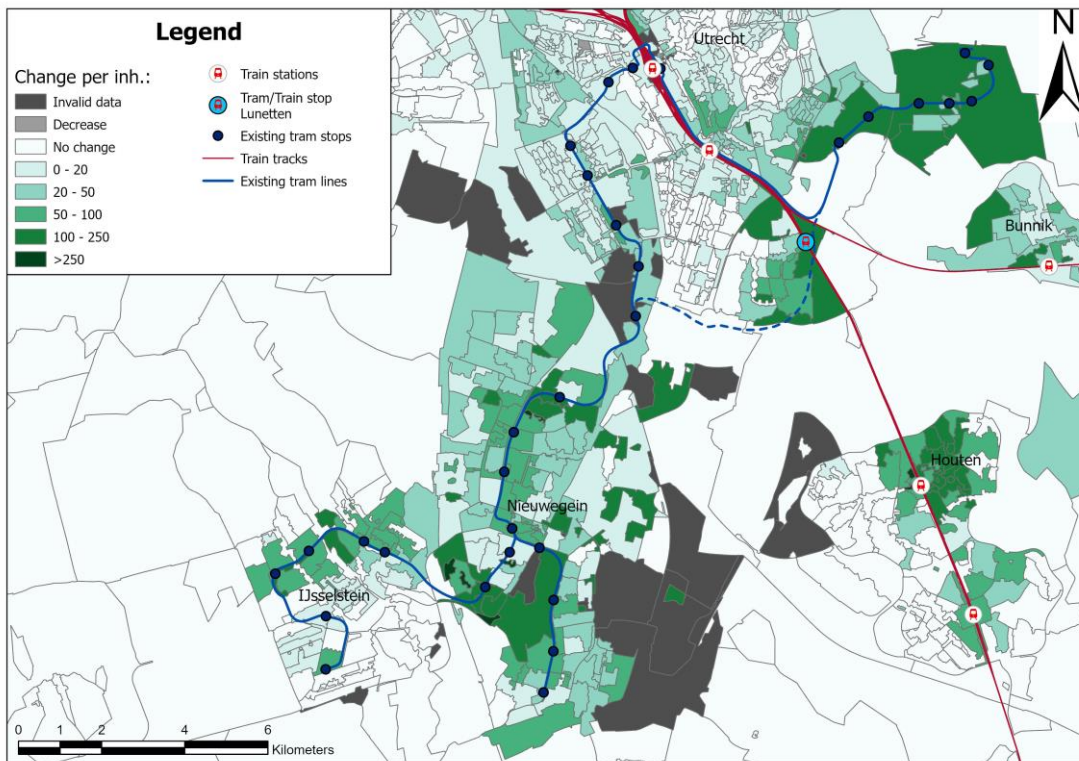 Legend
Change per inh.:
Invalid data
Decrease
No change
0 - 20
20 - 50
50 - 100
100 - 250
>250
Train stations
Tram/Train stop
Lunetten
Existing tram stops
Train tracks
Existing tram lines
Utrecht
N
Bunnik
Houten
Nieuwegein
IJsselstein
0 1 2 4 6
Kilometers